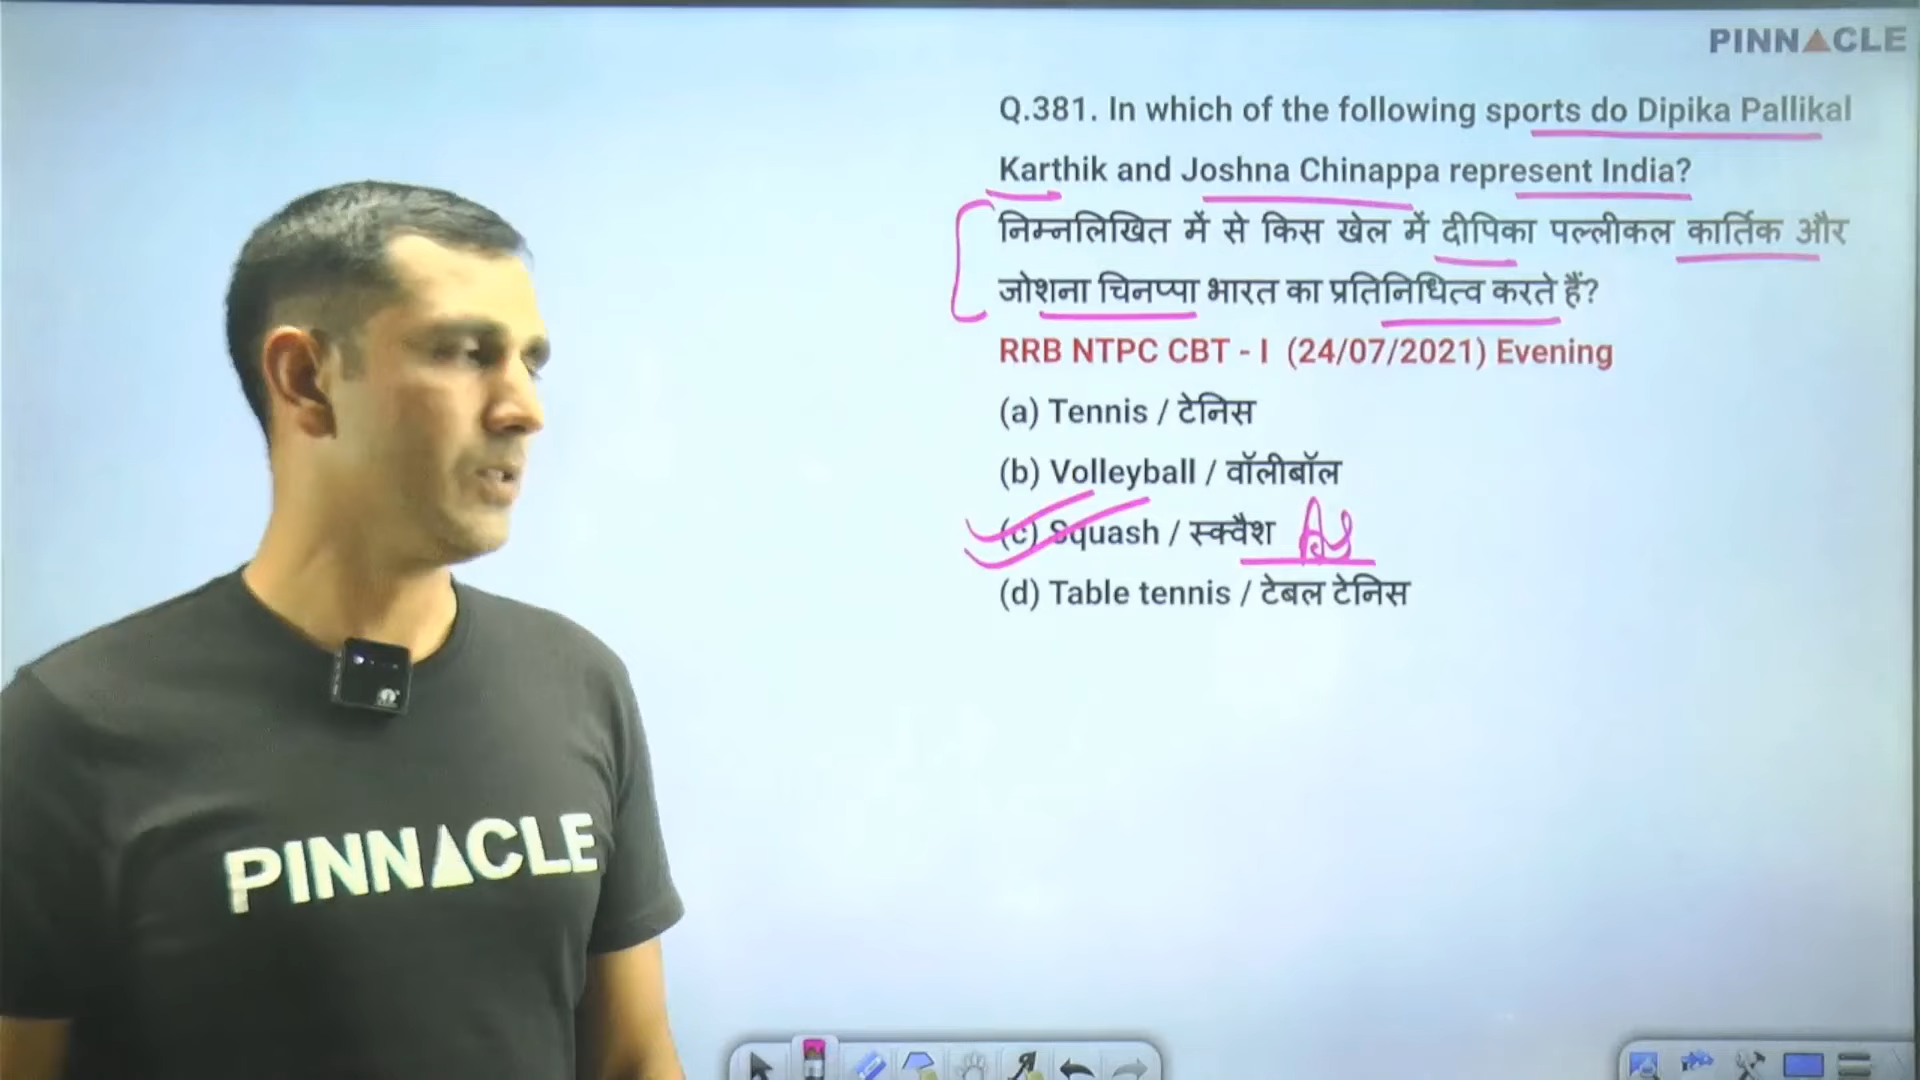 PINNACLE
Q.381. In which of the following sports do Dipika Pallikal
Karthik and Joshna Chinappa represent India?
निम्नलिखित में से किस खेल में दीपिका पल्लीकल कार्तिक और
जोशना चिनप्पा भारत का प्रतिनिधित्व करते हैं?
RRB NTPC CBT - I (24/07/2021) Evening
(a) Tennis / टेनिस
(b) Volleyball / वॉलीबॉल
(c) Squash / स्क्वैश
(d) Table tennis / टेबल टेनिस
PINNACLE